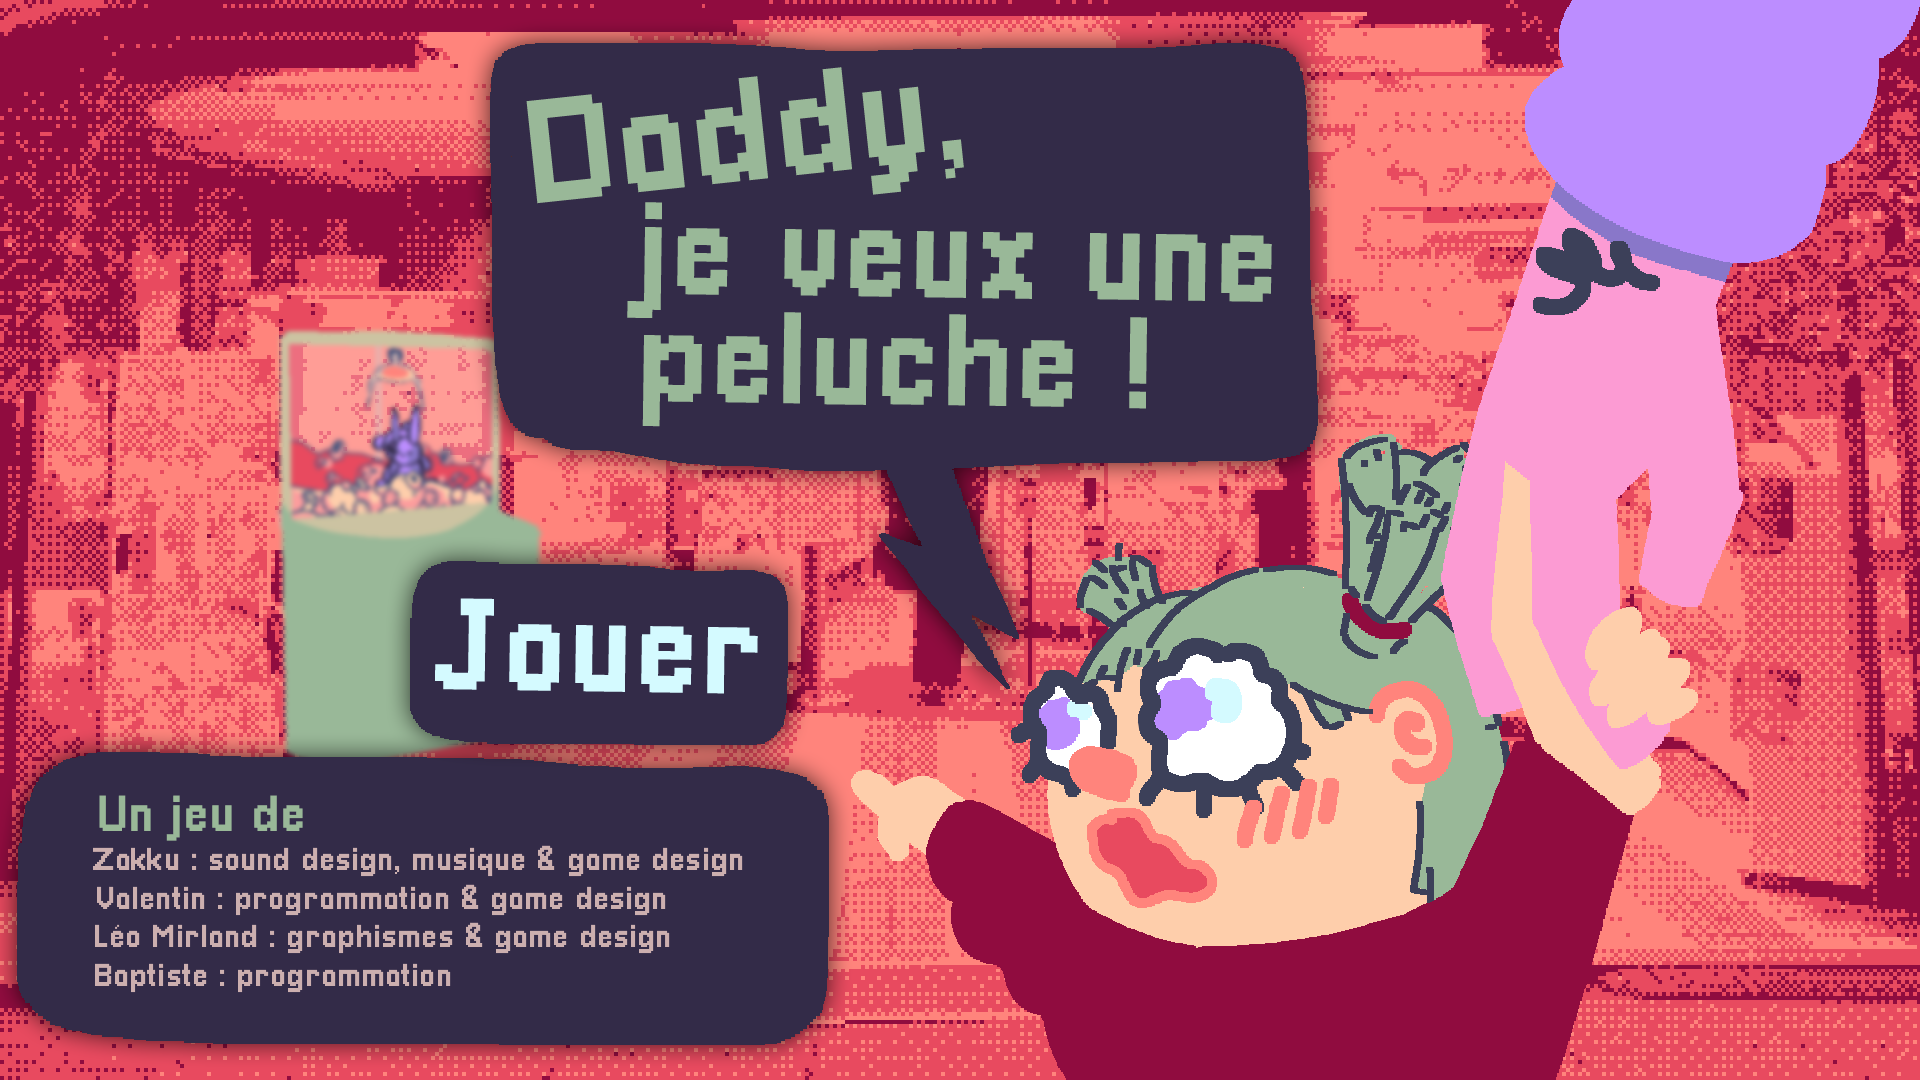 Daddy,
je veux une
peluche !
Jouer
Un jeu de
Zakku : sound design, musique & game design
Valentin : programmation & game design
Léo Mirland : graphismes & game design
Baptiste : programmation